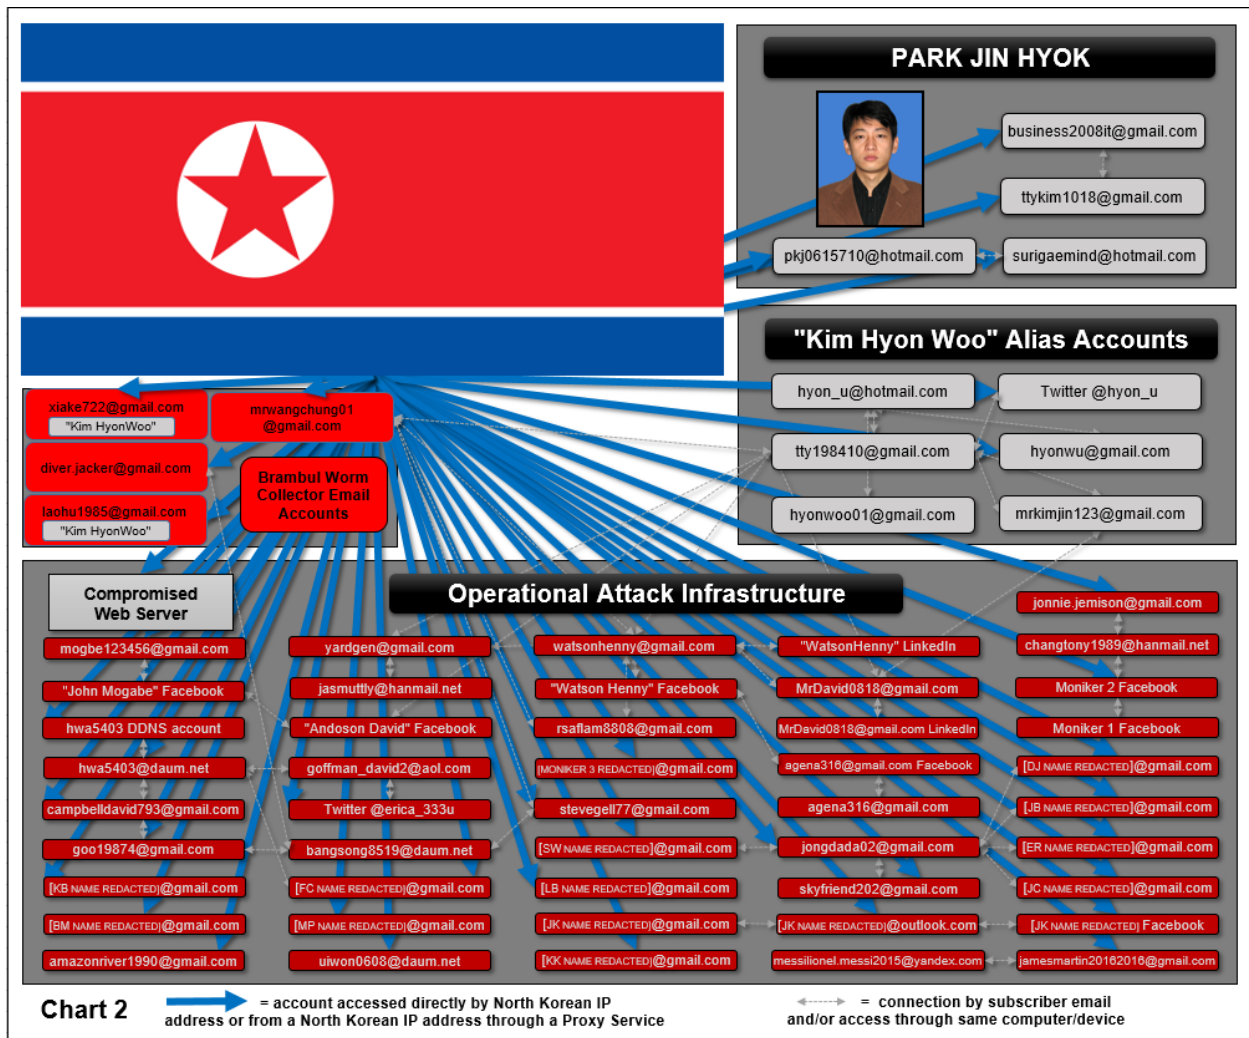 PARK JIN HYOK
business2008it@gmail.com
ttykim1018@gmail.com
pkj0615710@hotmail.com
surigaemind@hotmail.com
"Kim Hyon Woo" Alias Accounts
hyon_u@hotmail.com
Twitter @hyon_u
tty198410@gmail.com
hyonwu@gmail.com
hyonwoo01@gmail.com
mrkimjin123@gmail.com
xiake722@gmail.com
"Kim HyonWoo"
mrwangchung01
@gmail.com
diver.jacker@gmail.com
laohu1985@gmail.com
"Kim HyonWoo"
Brambul Worm
Collector Email
Accounts
Compromised
Web Server
Operational Attack Infrastructure
mogbe123456@gmail.com
"John Mogabe" Facebook
hwa5403 DDNS account
hwa5403@daum.net
campbelldavid793@gmail.com
goo19874@gmail.com
[KB NAME REDACTED]@gmail.com
[BM NAME REDACTED]@gmail.com
amazonriver1990@gmail.com
yardgen@gmail.com
jasmuttly@hanmail.net
"Andoson David" Facebook
goffman_david2@aol.com
Twitter @erica_333u
bangsong8519@daum.net
[FC NAME REDACTED]@gmail.com
[MP NAME REDACTED]@gmail.com
uiwon0608@daum.net
watsonhenny@gmail.com
"Watson Henny" Facebook
rsaflam8808@gmail.com
[MONIKER 3 REDACTED]@gmail.com
stevegell77@gmail.com
[SW NAME REDACTED]@gmail.com
[LB NAME REDACTED]@gmail.com
[JK NAME REDACTED]@gmail.com
[KK NAME REDACTED]@gmail.com
"WatsonHenny" LinkedIn
MrDavid0818@gmail.com
MrDavid0818@gmail.com LinkedIn
agena316@gmail.com Facebook
agena316@gmail.com
jongdada02@gmail.com
skyfriend202@gmail.com
[JK NAME REDACTED]@outlook.com
messilionel.messi2015@yandex.com
jonnie.jemison@gmail.com
changtony1989@hanmail.net
Moniker 2 Facebook
Moniker 1 Facebook
[DJ NAME REDACTED]@gmail.com
[JB NAME REDACTED]@gmail.com
[ER NAME REDACTED]@gmail.com
[JC NAME REDACTED]@gmail.com
[JK NAME REDACTED] Facebook
jamesmartin20162016@gmail.com
Chart 2
= account accessed directly by North Korean IP
address or from a North Korean IP address through a Proxy Service
= connection by subscriber email
and/or access through same computer/device